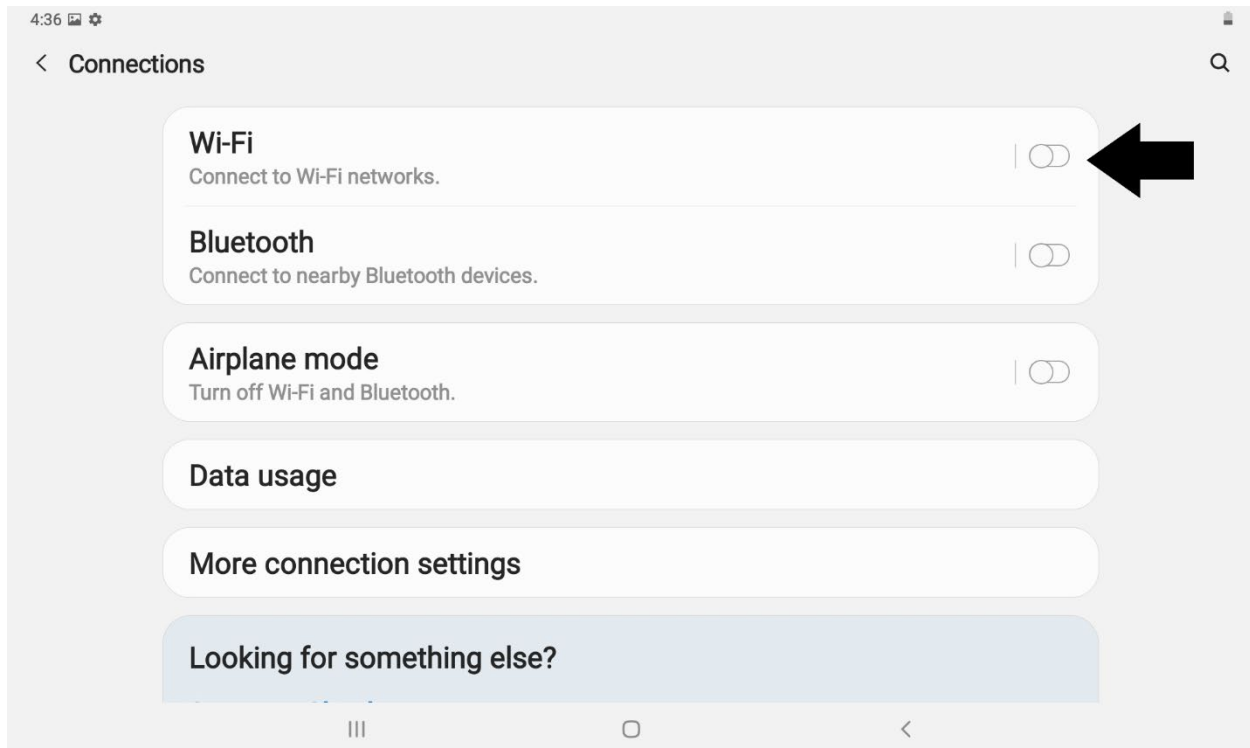 4:36
Connections
Wi-Fi
Connect to Wi-Fi networks.
Bluetooth
Connect to nearby Bluetooth devices.
Airplane mode
Turn off Wi-Fi and Bluetooth.
Data usage
More connection settings
Looking for something else?